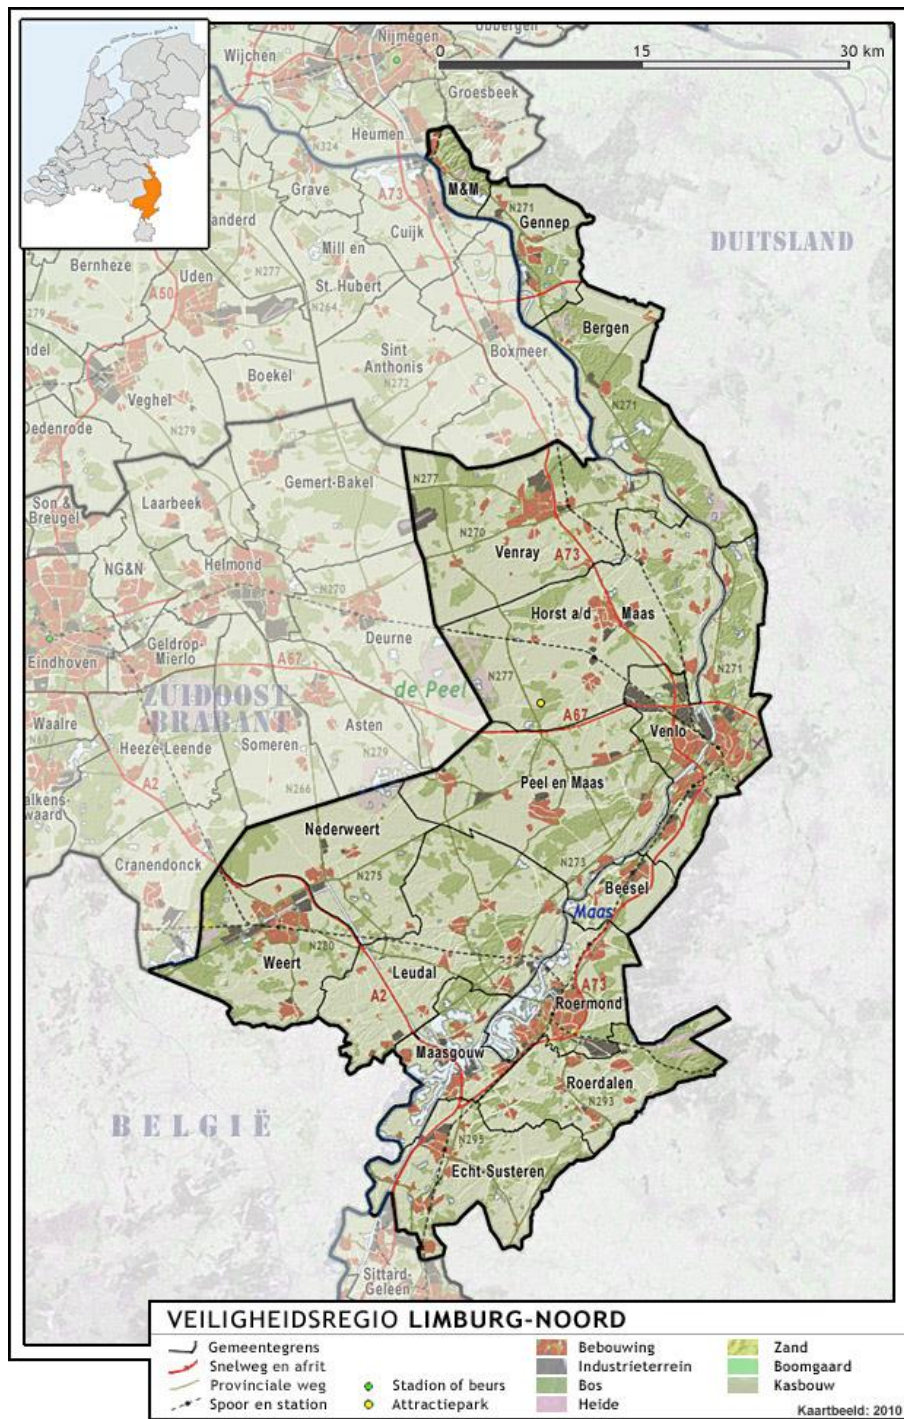 A50
Wijchen
Nijmegen
Ubbergen
0 15 30 km
Groesbeek
Heumen
N324
A73
Grave
M&M
N271
Cuijk
Gennep
Mill en
St. Hubert
DUITSLAND
Bernheze
Uden
N277
A50
N264
Bergen
Boxmeer
Sint
Anthonis
N272
Boekel
Veghel
N279
N271
Gemert-Bakel
N277
Laarbeek
Son &
Breugel
N270
Venray
A73
NG&N
Helmond
N270
Horst a/d Maas
Deurne
Geldrop-
Mierlo
Eindhoven
A67
de Peel
N277
N271
ZUIDOOST-
BRABANT
A67
Venlo
Waalre
Asten
Heeze-Leende
Someren
N279
A2
N266
Peel en Maas
Nederweert
Cranendonck
N275
N273
Beesel
Maas
Weert
N280
Leudal
A2
A73
Roermond
Maasgouw
Roerdalen
N293
BELGIË
N295
Echt-Susteren
Sittard-
Geleen
VEILIGHEIDSREGIO LIMBURG-NOORD
Gemeentegrens
Snelweg en afrit
Provinciale weg
Spoor en station
Stadion of beurs
Attractiepark
Bebouwing
Industrieterrein
Bos
Heide
Zand
Boomgaard
Kasbouw
Kaartbeeld: 2010